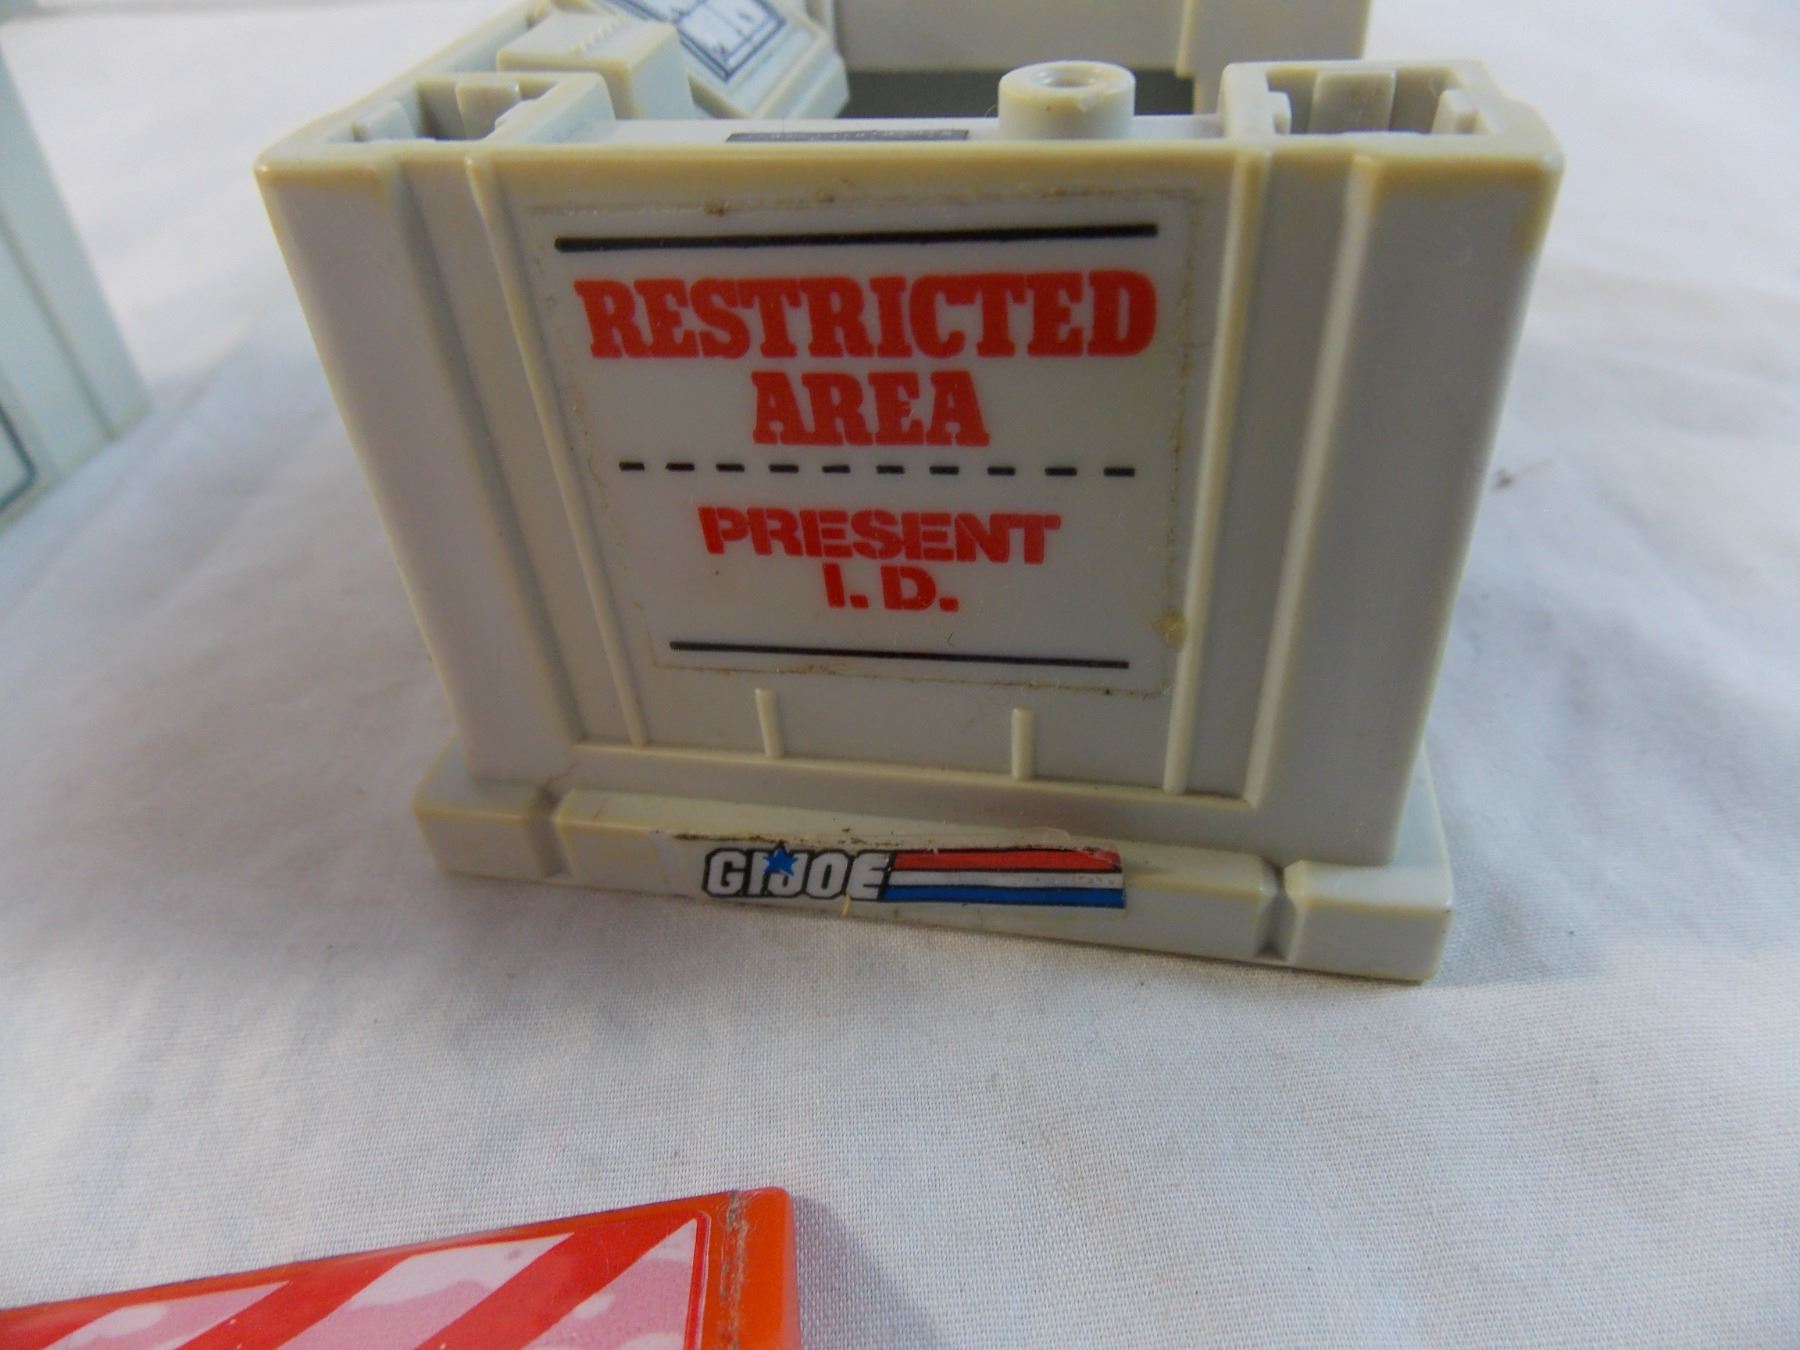 RESTRICTED
AREA
PRESENT
I.D.
GI JOE